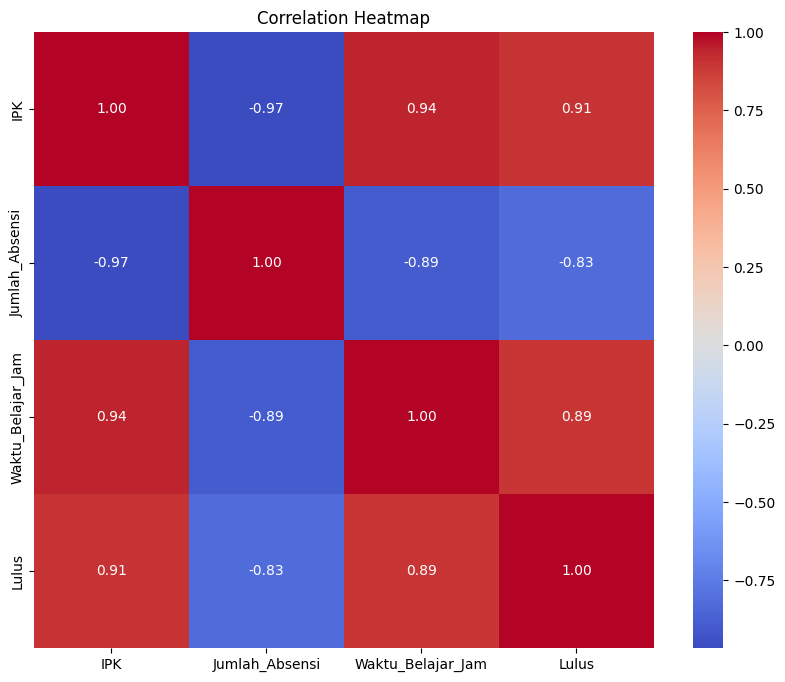 Correlation Heatmap
IPK
1.00
-0.97
0.94
0.91
Jumlah_Absensi
-0.97
1.00
-0.89
-0.83
Waktu_Belajar_Jam
0.94
-0.89
1.00
0.89
Lulus
0.91
-0.83
0.89
1.00
IPK
Jumlah_Absensi
Waktu_Belajar_Jam
Lulus
1.00
0.75
0.50
0.25
0.00
−0.25
−0.50
−0.75